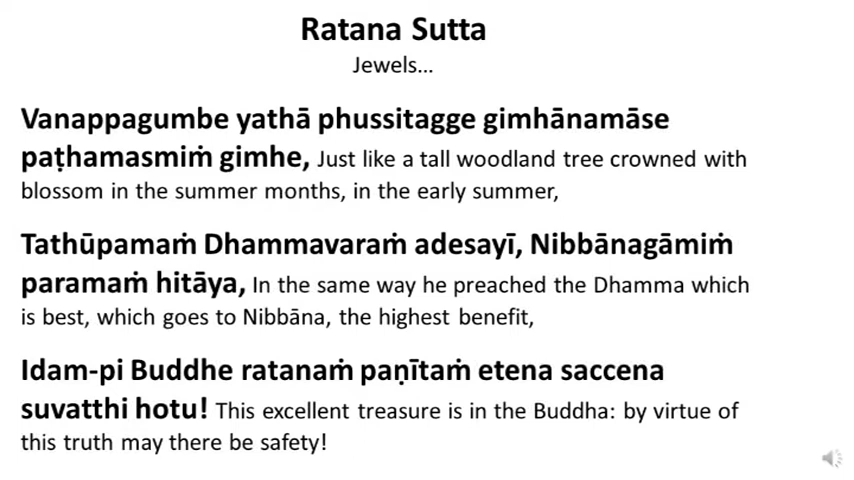 Ratana Sutta
Jewels...
Vanappagumbe yathā phussitagge gimhānamāse
paṭhamasmiṁ gimhe, Just like a tall woodland tree crowned with
blossom in the summer months, in the early summer,
Tathūpamaṁ Dhammavaraṁ adesayī, Nibbānagāmiṁ
paramaṁ hitāya, In the same way he preached the Dhamma which
is best, which goes to Nibbāna, the highest benefit,
Idam-pi Buddhe ratanaṁ paṇītaṁ etena saccena
suvatthi hotu! This excellent treasure is in the Buddha: by virtue of
this truth may there be safety!